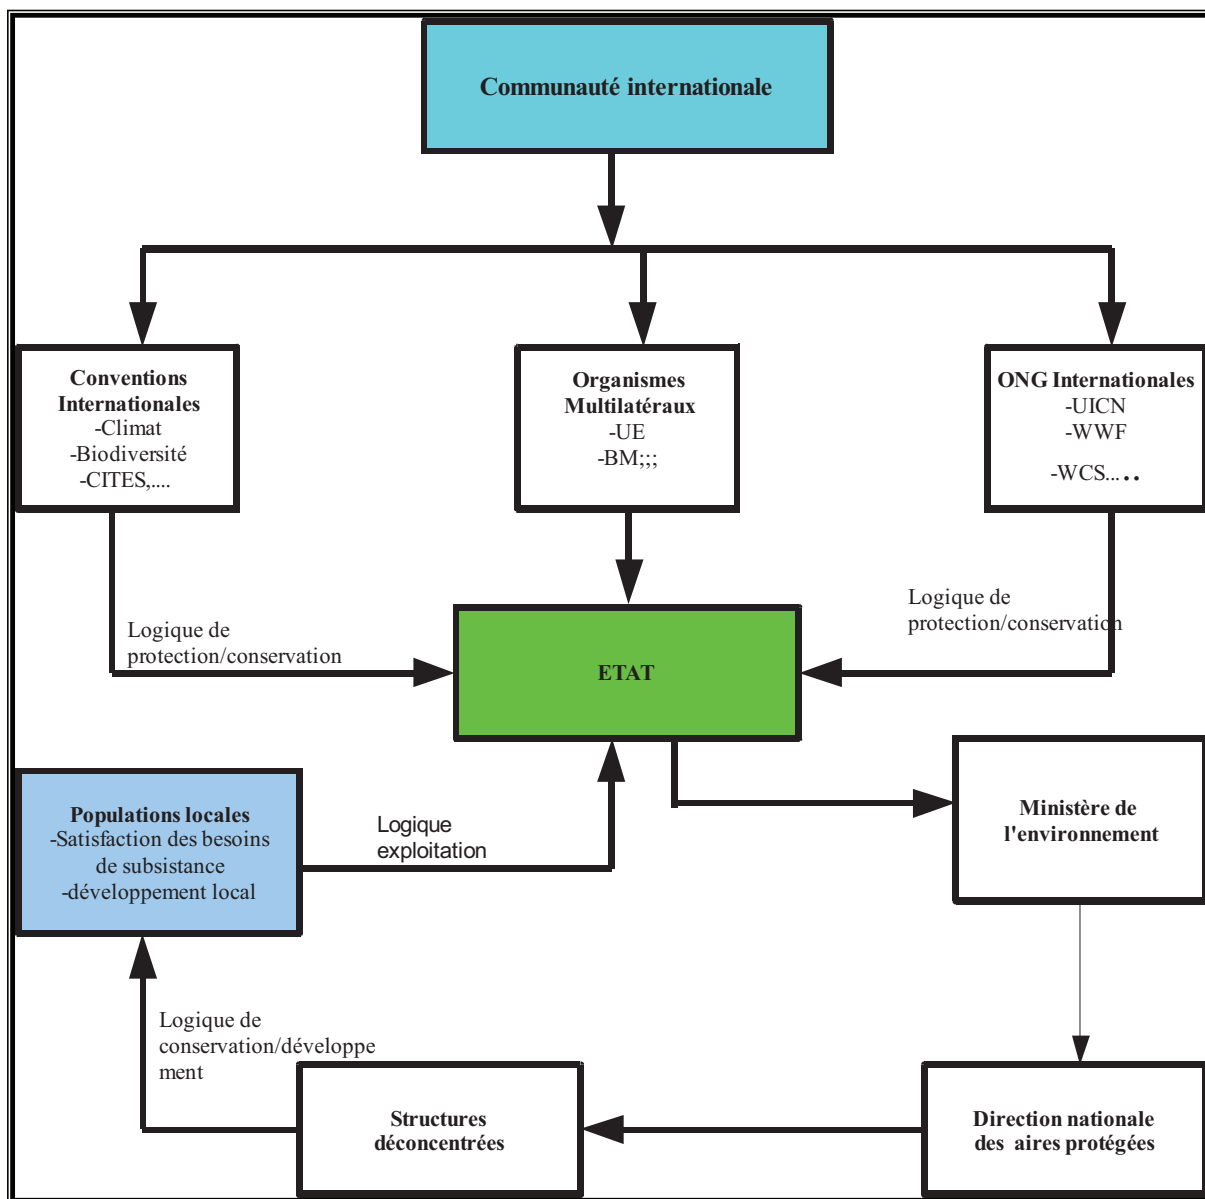 Communauté internationale
Conventions
Internationales
-Climat
-Biodiversité
-CITES,....
Organismes
Multilatéraux
-UE
-BM;;;
ONG Internationales
-UICN
-WWF
-WCS.....
Logique de
protection/conservation
Logique de
protection/conservation
ETAT
Populations locales
-Satisfaction des besoins
de subsistance
-développement local
Logique
exploitation
Ministère de
l'environnement
Logique de
conservation/développe
ment
Structures
déconcentrées
Direction nationale
des aires protégées